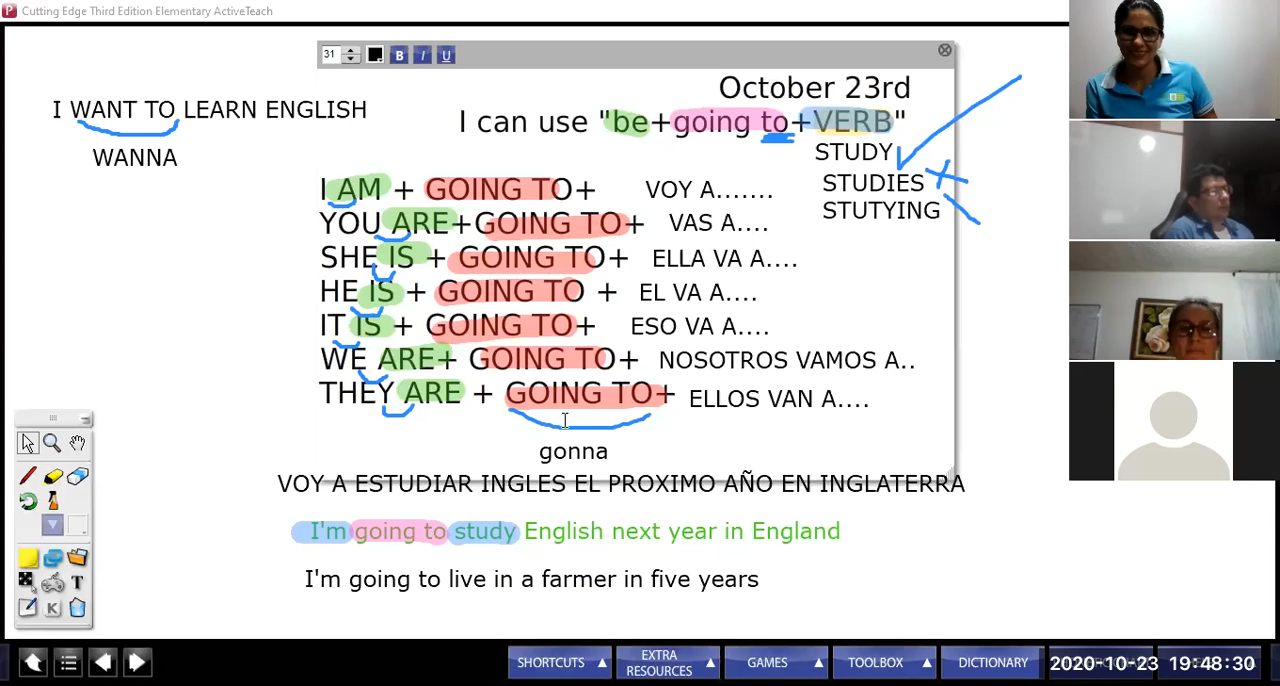 Cutting Edge Third Edition Elementary ActiveTeach
31 B I U
October 23rd
I WANT TO LEARN ENGLISH
WANNA
I can use "be+going to+VERB"
STUDY
STUDIES
STUTYING
I AM + GOING TO+ VOY A.......
YOU ARE+GOING TO+ VAS A....
SHE IS + GOING TO+ ELLA VA A....
HE IS + GOING TO + EL VA A....
IT IS + GOING TO+ ESO VA A....
WE ARE+ GOING TO+ NOSOTROS VAMOS A..
THEY ARE + GOING TO+ ELLOS VAN A....
gonna
VOY A ESTUDIAR INGLES EL PROXIMO AÑO EN INGLATERRA
I'm going to study English next year in England
I'm going to live in a farmer in five years
T
K
SHORTCUTS
EXTRA RESOURCES
GAMES
TOOLBOX
DICTIONARY
2020-10-23 19:48:30